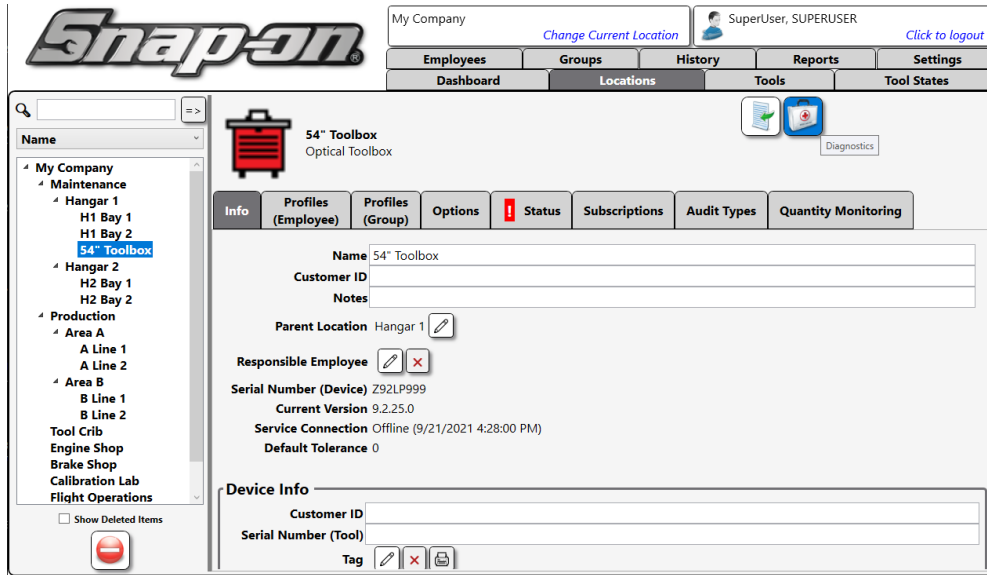 Snap-on®
My Company
Change Current Location
SuperUser, SUPERUSER
Click to logout
Employees
Groups
History
Reports
Settings
Dashboard
Locations
Tools
Tool States
=>
Name
My Company
Maintenance
Hangar 1
H1 Bay 1
H1 Bay 2
54" Toolbox
Hangar 2
H2 Bay 1
H2 Bay 2
Production
Area A
A Line 1
A Line 2
Area B
B Line 1
B Line 2
Tool Crib
Engine Shop
Brake Shop
Calibration Lab
Flight Operations
Show Deleted Items
54" Toolbox
Optical Toolbox
Diagnostics
Info
Profiles
(Employee)
Profiles
(Group)
Options
! Status
Subscriptions
Audit Types
Quantity Monitoring
Name 54" Toolbox
Customer ID
Notes
Parent Location Hangar 1
Responsible Employee
Serial Number (Device) Z92LP999
Current Version 9.2.25.0
Service Connection Offline (9/21/2021 4:28:00 PM)
Default Tolerance 0
Device Info
Customer ID
Serial Number (Tool)
Tag